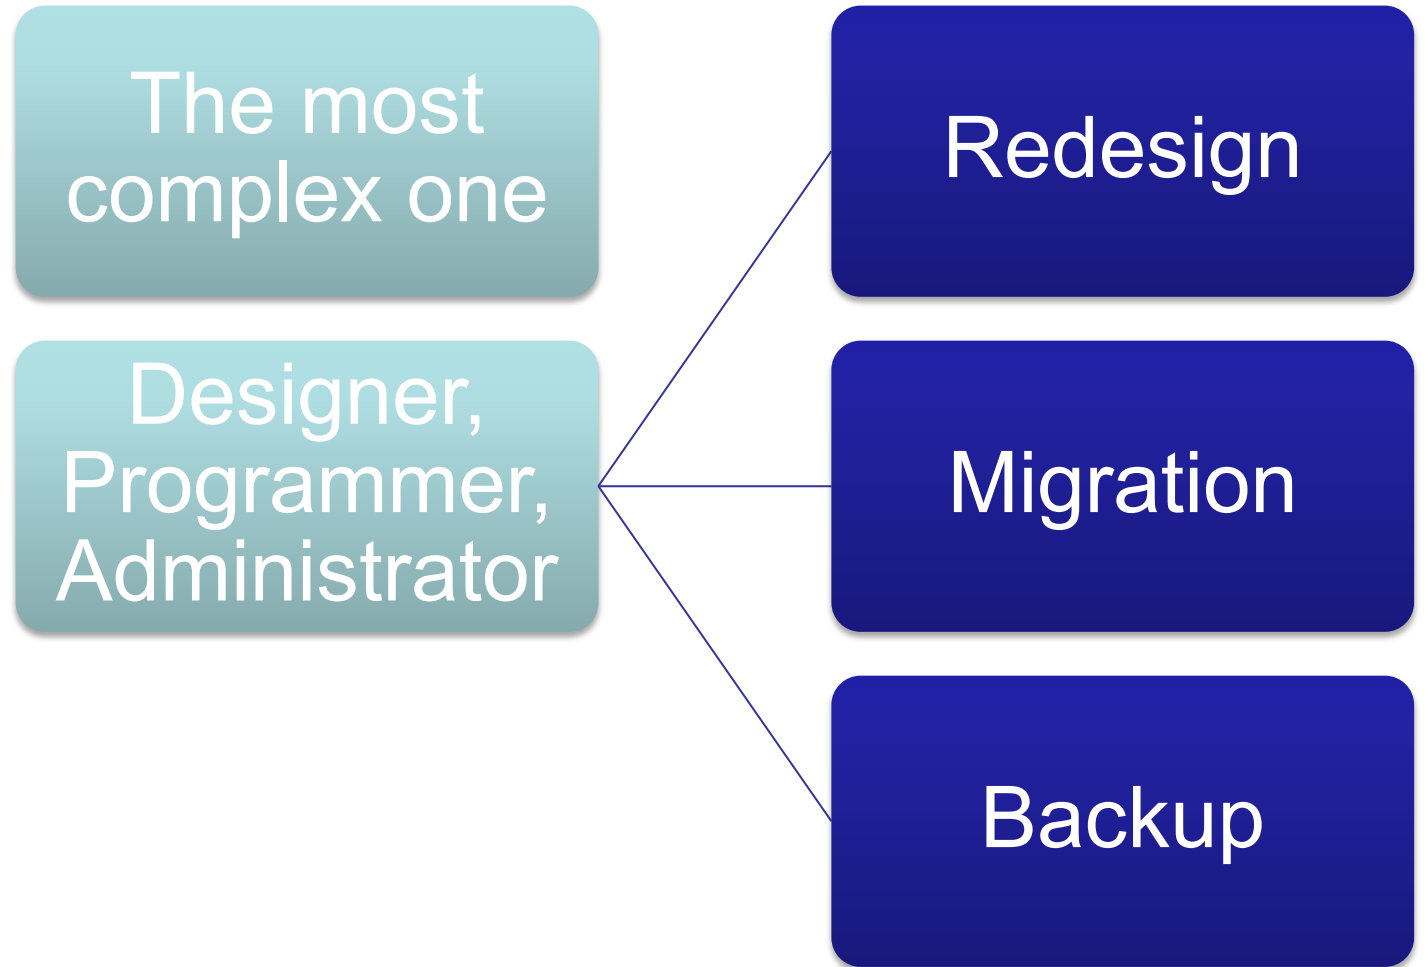 The most
complex one
Designer,
Programmer,
Administrator
Redesign
Migration
Backup